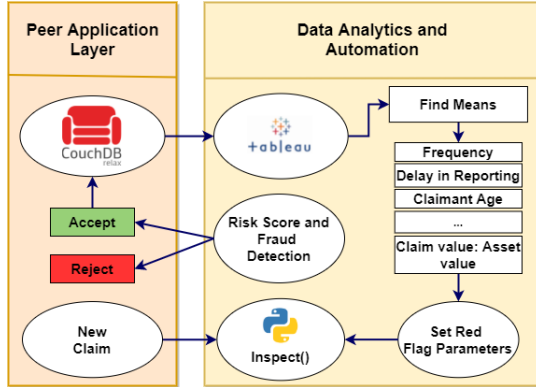 Peer Application
Layer
Data Analytics and
Automation
CouchDB
relax
+ableau
Find Means
Frequency
Delay in Reporting
Claimant Age
...
Claim value: Asset
value
Accept
Reject
Risk Score and
Fraud
Detection
New
Claim
Inspect()
Set Red
Flag Parameters